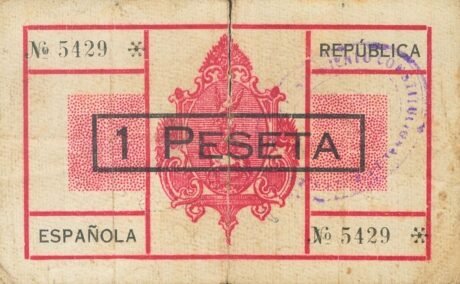 № 5429 ✻
REPÚBLICA
1 PESETA
ESPAÑOLA
№ 5429 ✻